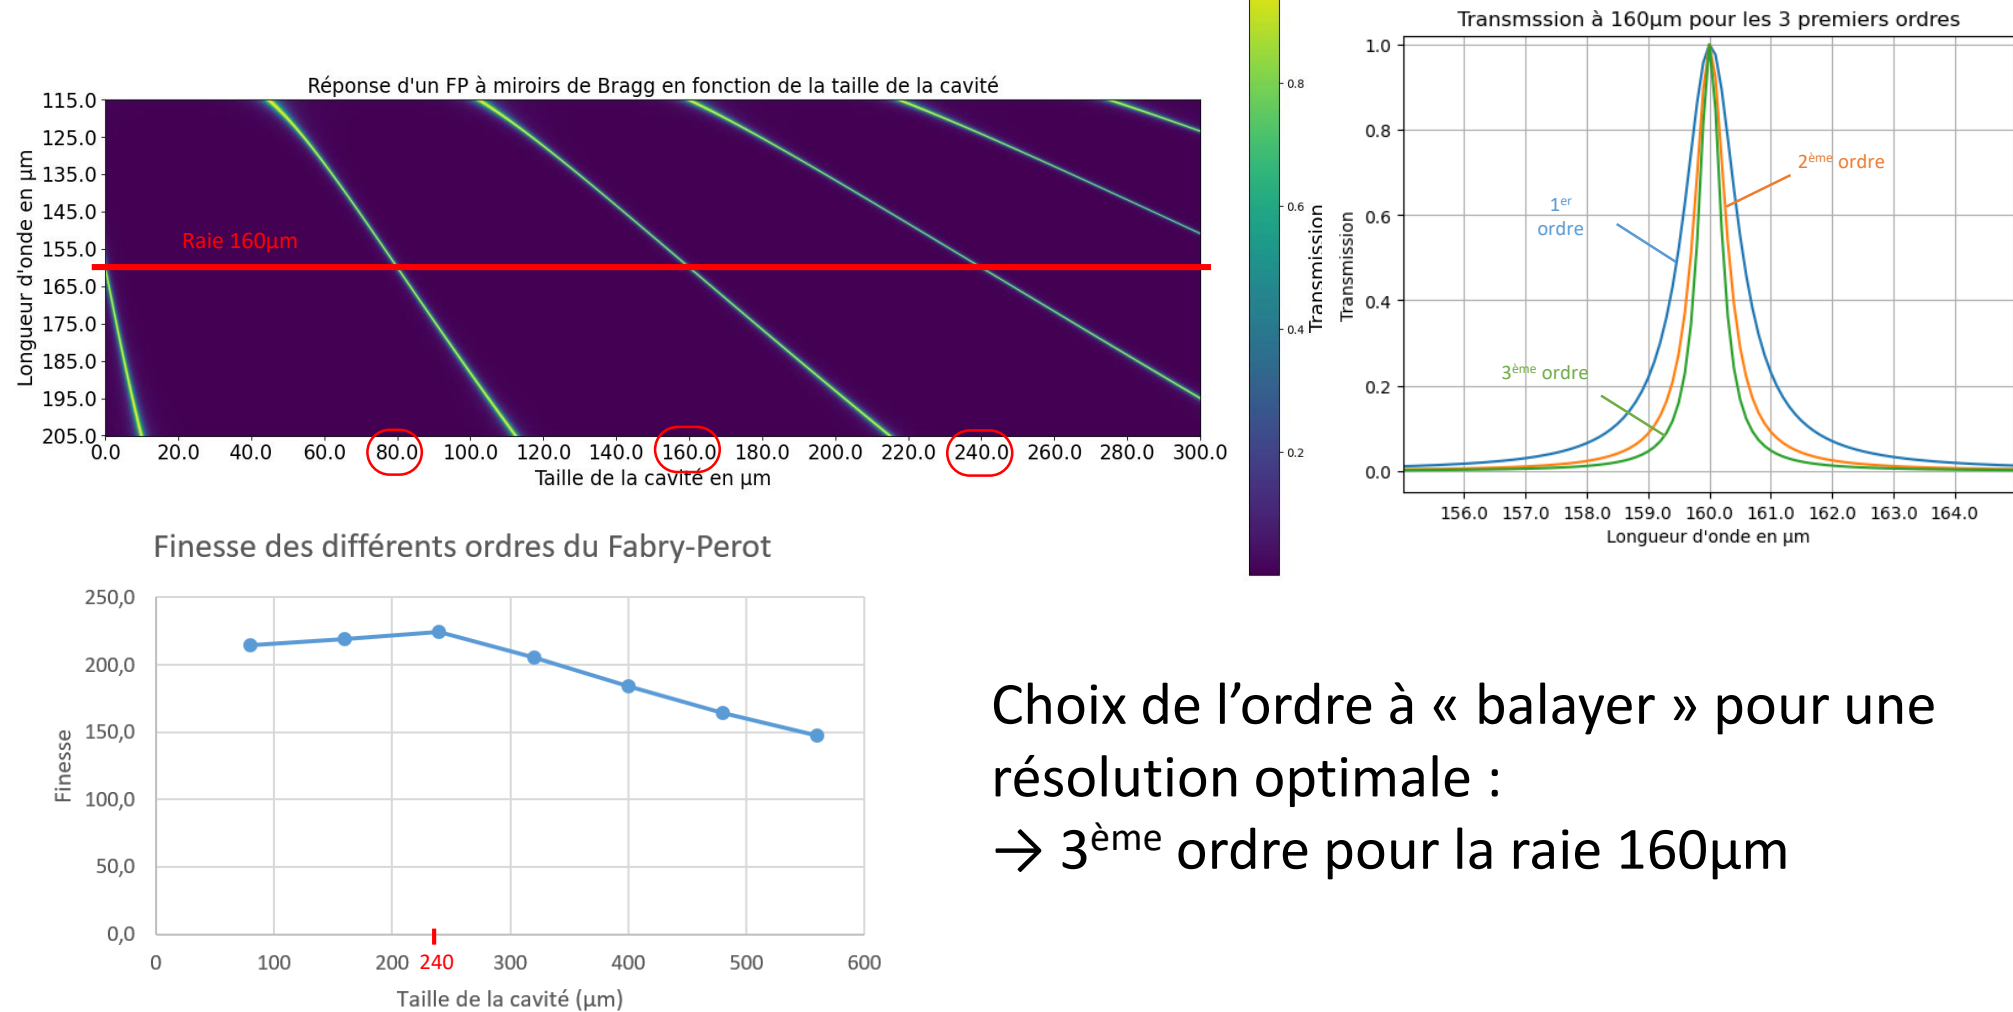 Réponse d'un FP à miroirs de Bragg en fonction de la taille de la cavité
Longueur d'onde en µm
115.0
125.0
135.0
145.0
155.0
165.0
175.0
185.0
195.0
205.0
Raie 160µm
0.0 20.0 40.0 60.0 80.0 100.0 120.0 140.0 160.0 180.0 200.0 220.0 240.0 260.0 280.0 300.0
Taille de la cavité en µm
0.8
0.6
0.4
0.2
Transmission
Transmssion à 160µm pour les 3 premiers ordres
Transmission
1.0
0.8
0.6
0.4
0.2
0.0
1er
ordre
2ème ordre
3ème ordre
156.0 157.0 158.0 159.0 160.0 161.0 162.0 163.0 164.0
Longueur d'onde en µm
Finesse des différents ordres du Fabry-Perot
Finesse
250,0
200,0
150,0
100,0
50,0
0,0
0 100 200 240 300 400 500 600
Taille de la cavité (µm)
Choix de l’ordre à « balayer » pour une
résolution optimale :
→ 3ème ordre pour la raie 160µm